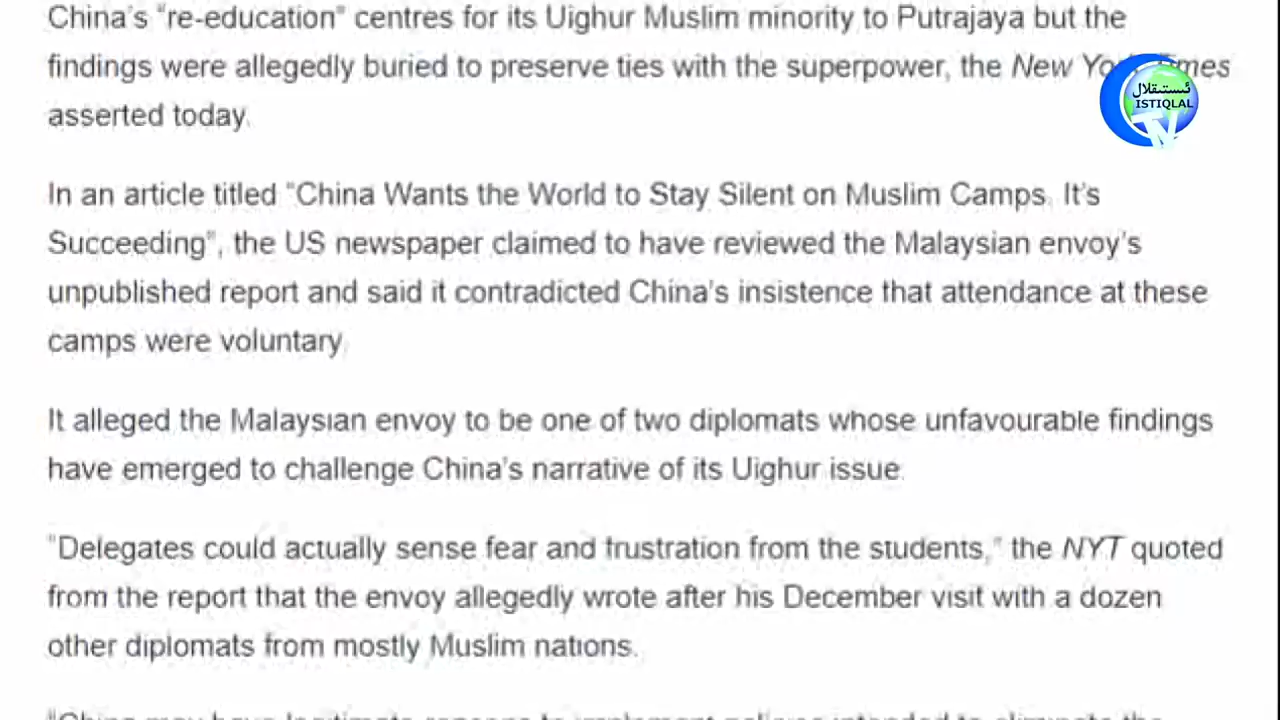 China's "re-education" centres for its Uighur Muslim minority to Putrajaya but the
findings were allegedly buried to preserve ties with the superpower, the New York Times
asserted today.
ئىستىقلال
ISTIQLAL
TV
In an article titled "China Wants the World to Stay Silent on Muslim Camps. It's
Succeeding", the US newspaper claimed to have reviewed the Malaysian envoy's
unpublished report and said it contradicted China's insistence that attendance at these
camps were voluntary.
It alleged the Malaysian envoy to be one of two diplomats whose unfavourable findings
have emerged to challenge China's narrative of its Uighur issue.
"Delegates could actually sense fear and frustration from the students," the NYT quoted
from the report that the envoy allegedly wrote after his December visit with a dozen
other diplomats from mostly Muslim nations.